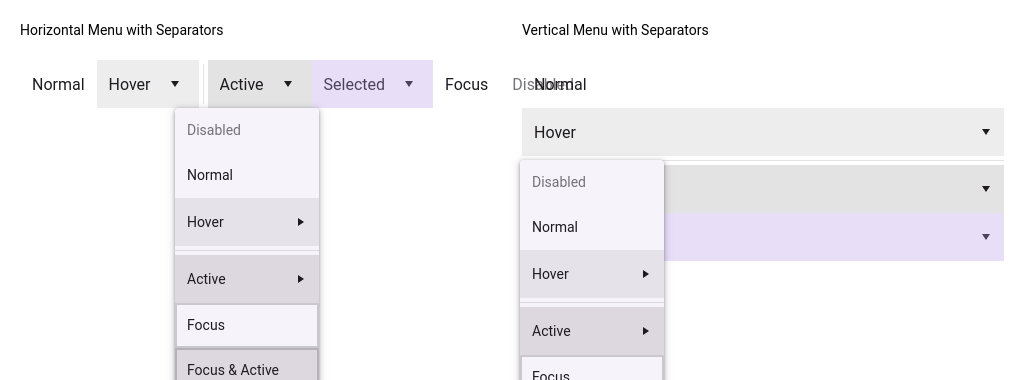 Horizontal Menu with Separators
Normal
Hover
Active
Selected
Focus
Disabled
Disabled
Normal
Hover
Active
Focus
Focus & Active
Vertical Menu with Separators
Normal
Hover
Disabled
Normal
Hover
Active
Focus